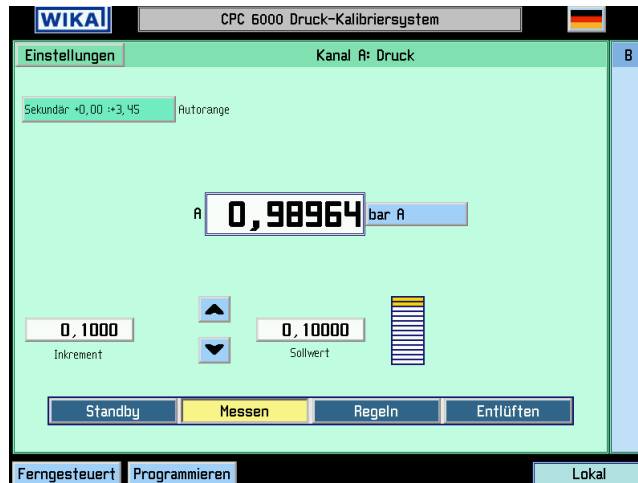 WIKAI
CPC 6000 Druck-Kalibriersystem
Einstellungen
Kanal A: Druck
B
Sekundär +0,00 :+3,45
Autorange
A
0,98964
bar A
0,1000
Inkrement
0,10000
Sollwert
Standby
Messen
Regeln
Entlüften
Ferngesteuert
Programmieren
Lokal